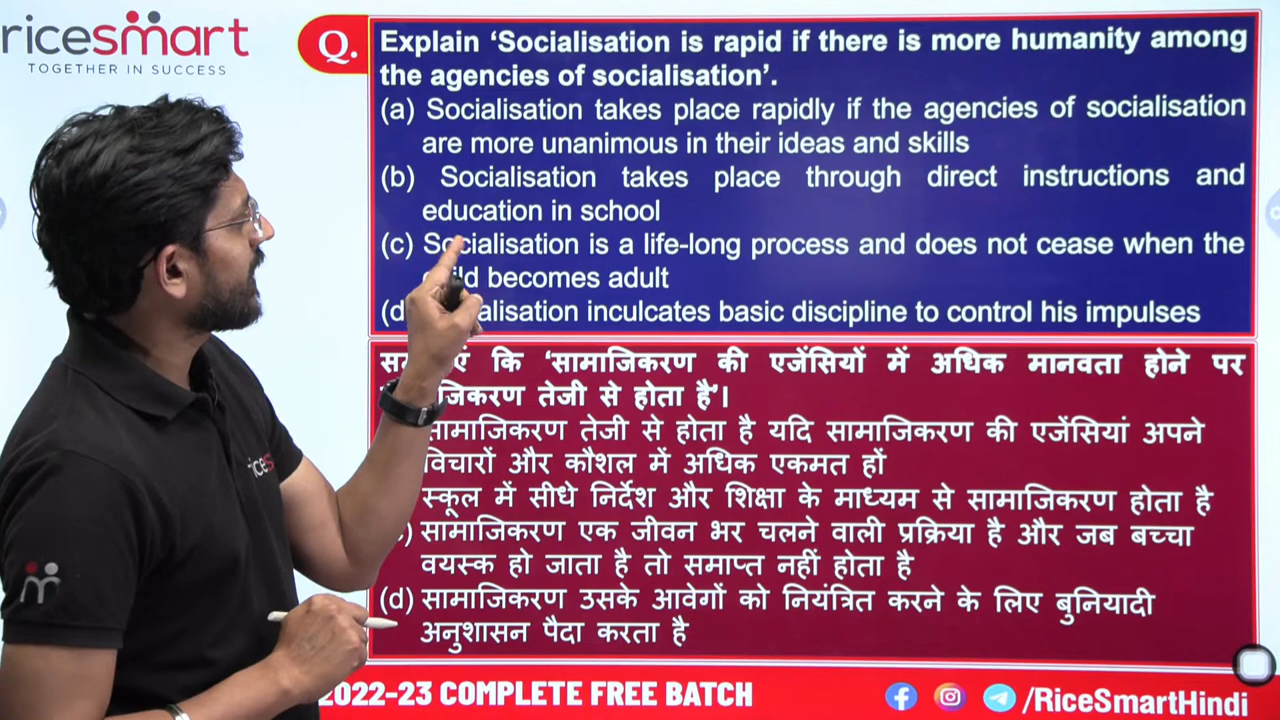 ricesmart
TOGETHER IN SUCCESS
Q.
Explain ‘Socialisation is rapid if there is more humanity among
the agencies of socialisation’.
(a) Socialisation takes place rapidly if the agencies of socialisation
are more unanimous in their ideas and skills
(b) Socialisation takes place through direct instructions and
education in school
(c) Socialisation is a life-long process and does not cease when the
becomes adult
inculcates basic discipline to control his impulses
कि ‘सामाजिकरण की एजेंसियों में अधिक मानवता होने पर
तेजी से होता है’।
सामाजिकरण तेजी से होता है यदि सामाजिकरण की एजेंसियां अपने
विचारों और कौशल में अधिक एकमत हों
स्कूल में सीधे निर्देश और शिक्षा के माध्यम से सामाजिकरण होता है
सामाजिकरण एक जीवन भर चलने वाली प्रक्रिया है और जब बच्चा
वयस्क हो जाता है तो समाप्त नहीं होता है
(d) सामाजिकरण उसके आवेगों को नियंत्रित करने के लिए बुनियादी
अनुशासन पैदा करता है
2022-23 COMPLETE FREE BATCH
/RiceSmartHindi